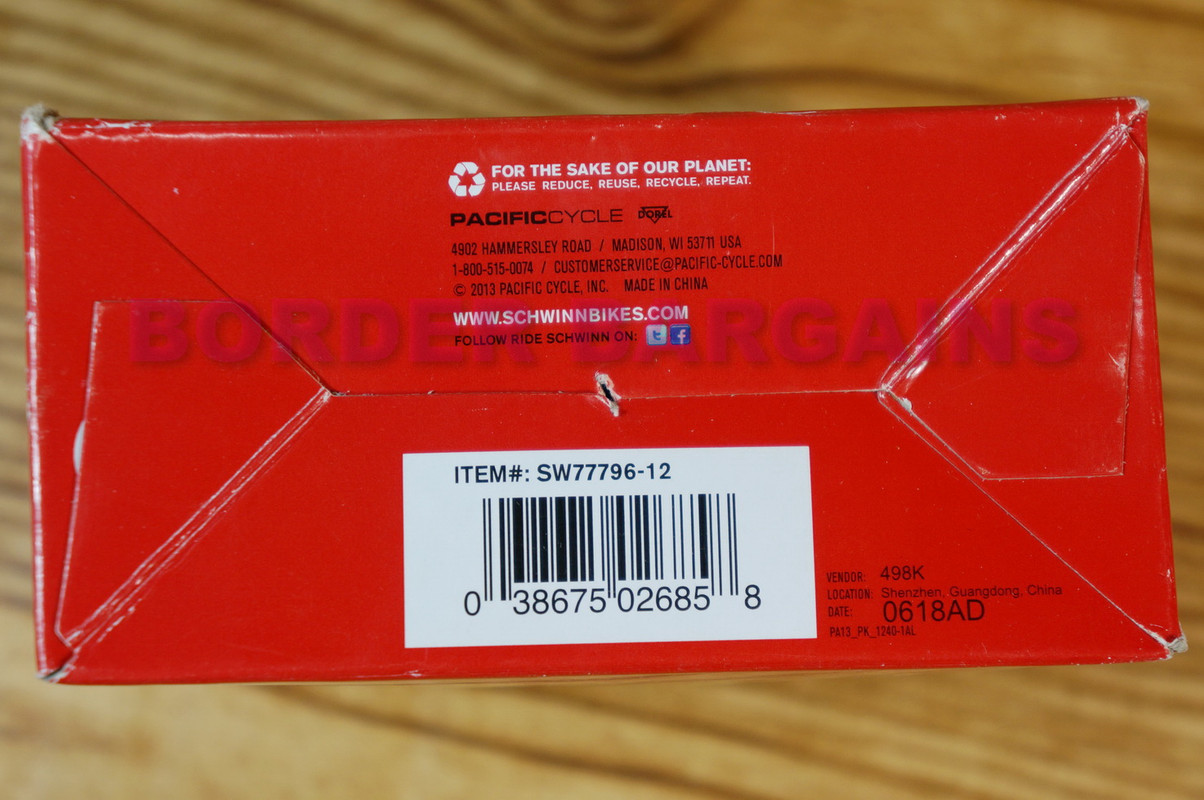 FOR THE SAKE OF OUR PLANET:
PLEASE REDUCE, REUSE, RECYCLE, REPEAT.
PACIFICCYCLE DOREL
4902 HAMMERSLEY ROAD / MADISON, WI 53711 USA
1-800-515-0074 / CUSTOMERSERVICE@PACIFIC-CYCLE.COM
© 2013 PACIFIC CYCLE, INC. MADE IN CHINA
WWW.SCHWINNBIKES.COM
BORDER BARGAINS
FOLLOW RIDE SCHWINN ON:
ITEM#: SW77796-12
0 38675 02685 8
VENDOR: 498K
LOCATION: Shenzhen, Guangdong, China
DATE: 0618AD
PA13_PK_1240-1AL